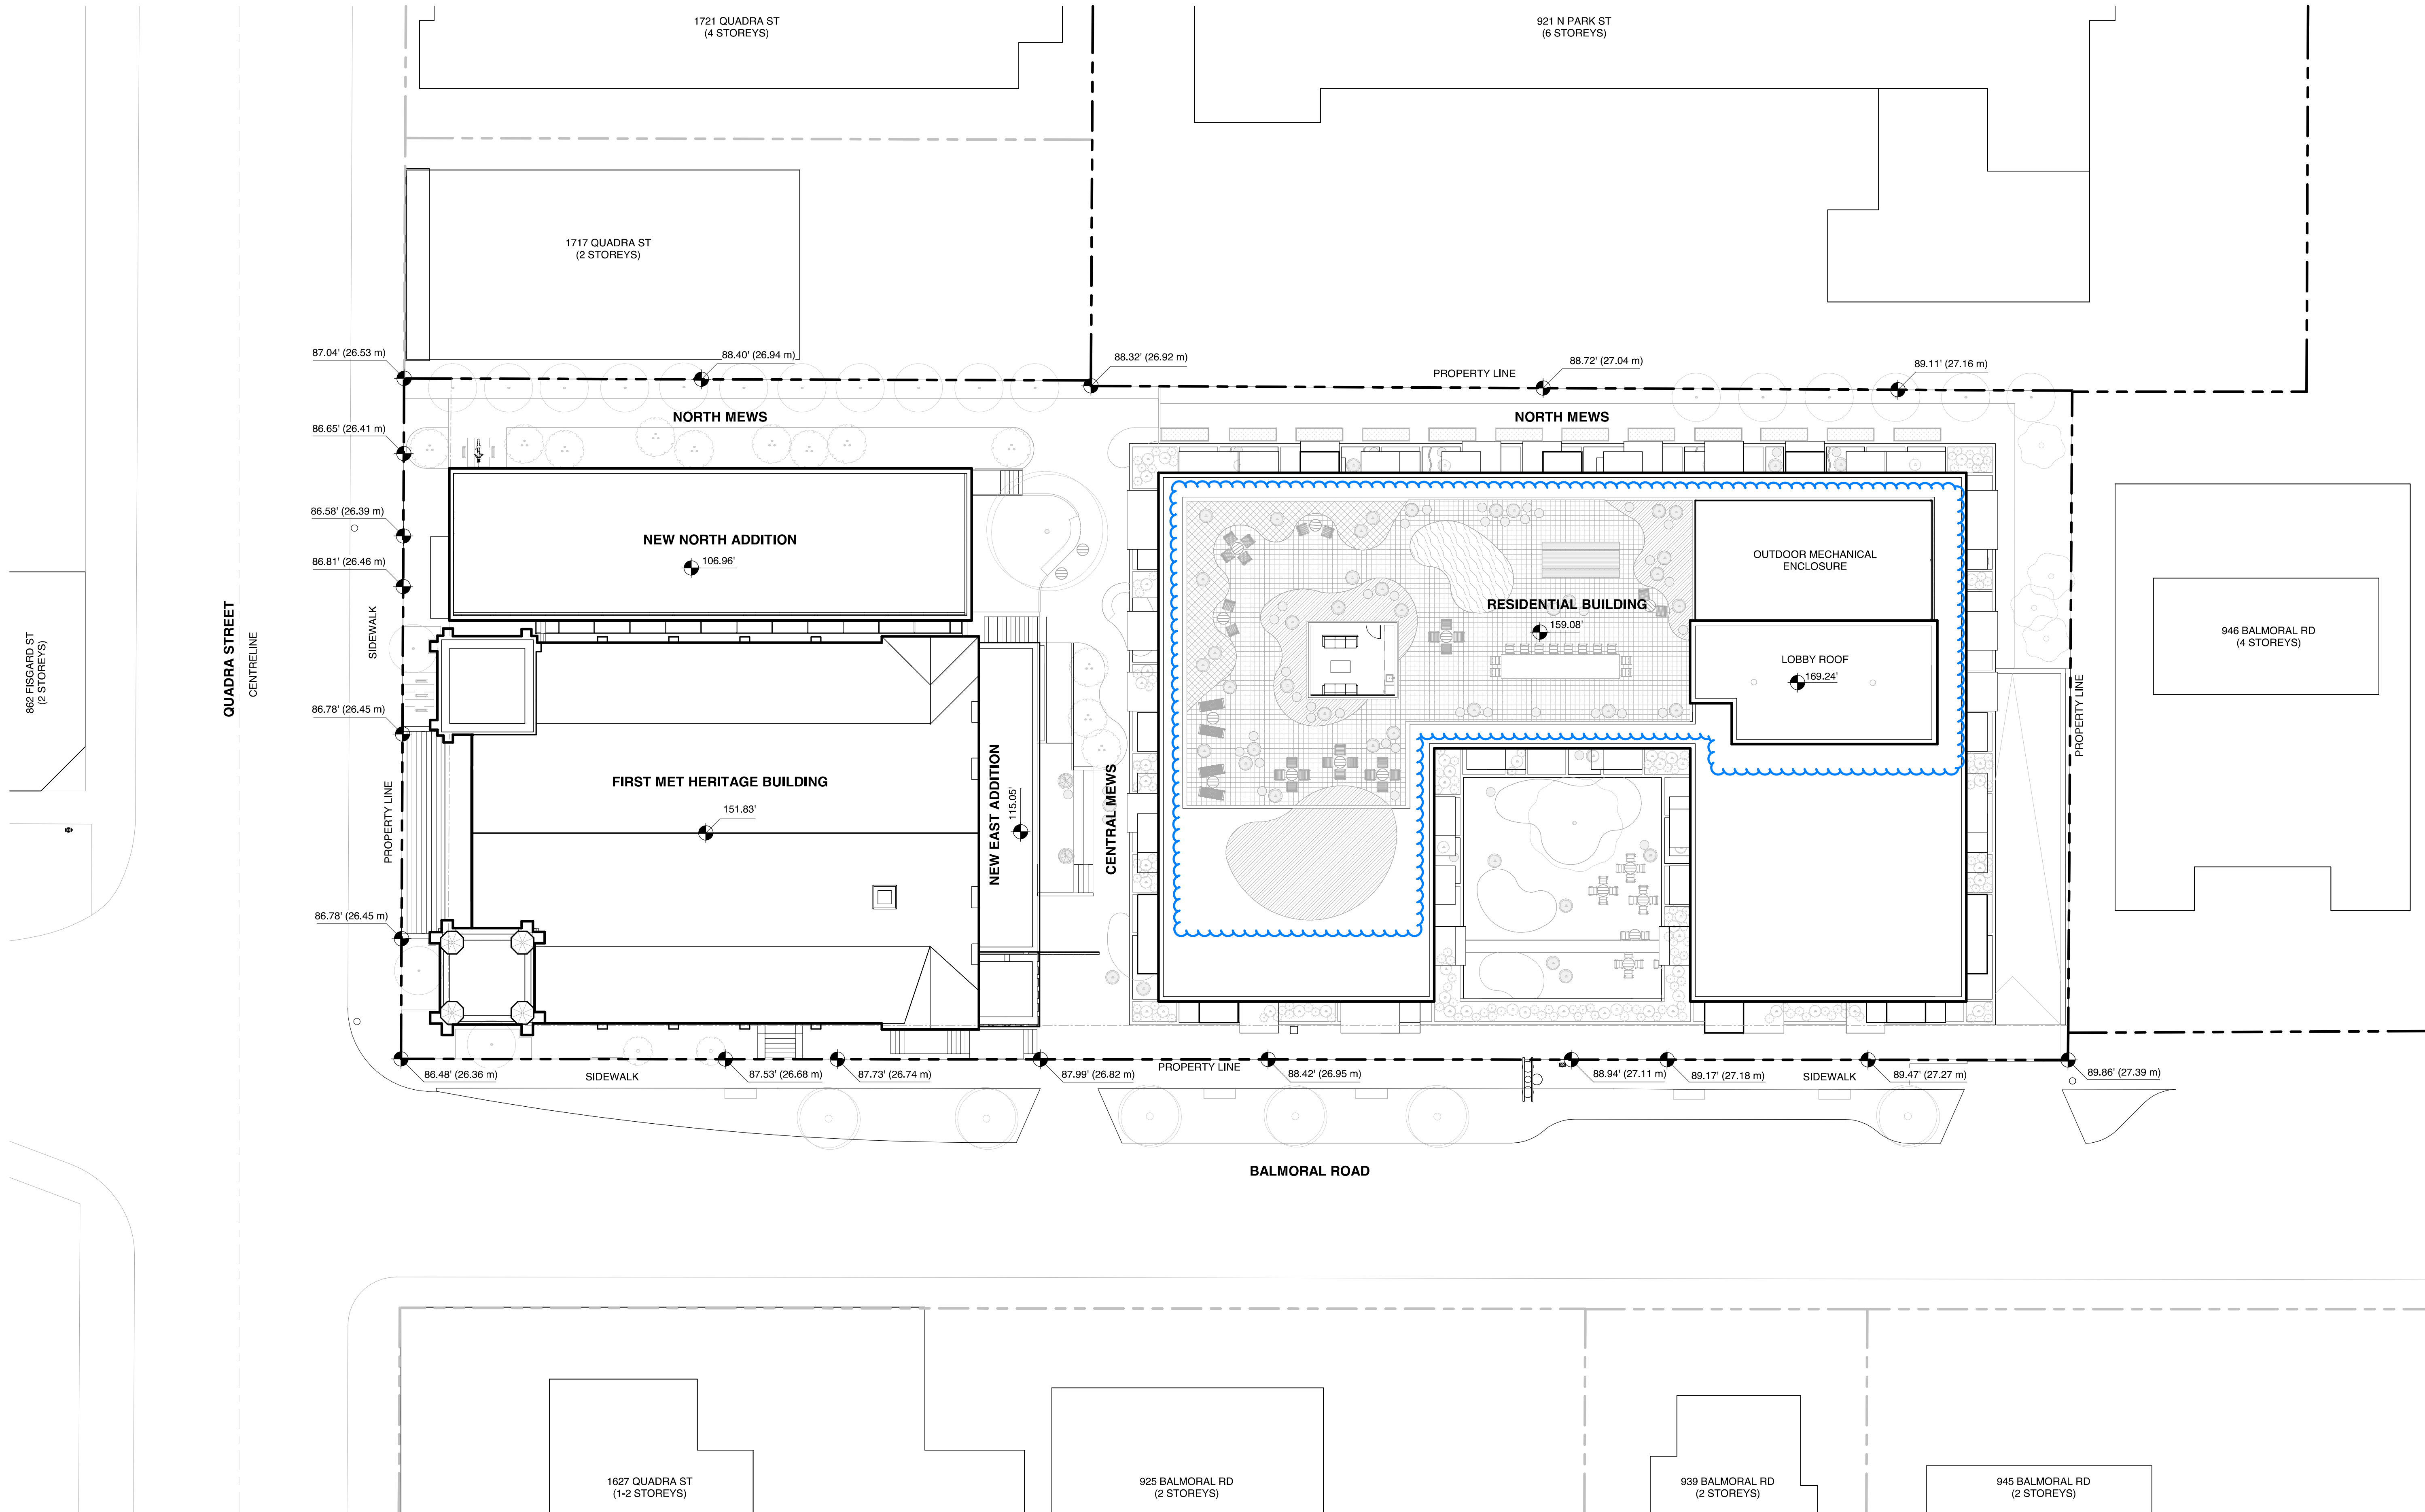 1721 QUADRA ST
(4 STOREYS)
921 N PARK ST
(6 STOREYS)
1717 QUADRA ST
(2 STOREYS)
87.04' (26.53 m)
88.40' (26.94 m)
88.32' (26.92 m)
PROPERTY LINE
88.72' (27.04 m)
89.11' (27.16 m)
NORTH MEWS
NORTH MEWS
86.65' (26.41 m)
86.58' (26.39 m)
86.81' (26.46 m)
NEW NORTH ADDITION
106.96'
OUTDOOR MECHANICAL
ENCLOSURE
RESIDENTIAL BUILDING
159.08'
LOBBY ROOF
169.24'
946 BALMORAL RD
(4 STOREYS)
862 FISGARD ST
(2 STOREYS)
QUADRA STREET
CENTRELINE
SIDEWALK
86.78' (26.45 m)
PROPERTY LINE
FIRST MET HERITAGE BUILDING
151.83'
NEW EAST ADDITION
115.05'
CENTRAL MEWS
PROPERTY LINE
86.78' (26.45 m)
86.48' (26.36 m)
SIDEWALK
87.53' (26.68 m)
87.73' (26.74 m)
87.99' (26.82 m)
PROPERTY LINE
88.42' (26.95 m)
88.94' (27.11 m)
89.17' (27.18 m)
SIDEWALK
89.47' (27.27 m)
89.86' (27.39 m)
BALMORAL ROAD
1627 QUADRA ST
(1-2 STOREYS)
925 BALMORAL RD
(2 STOREYS)
939 BALMORAL RD
(2 STOREYS)
945 BALMORAL RD
(2 STOREYS)